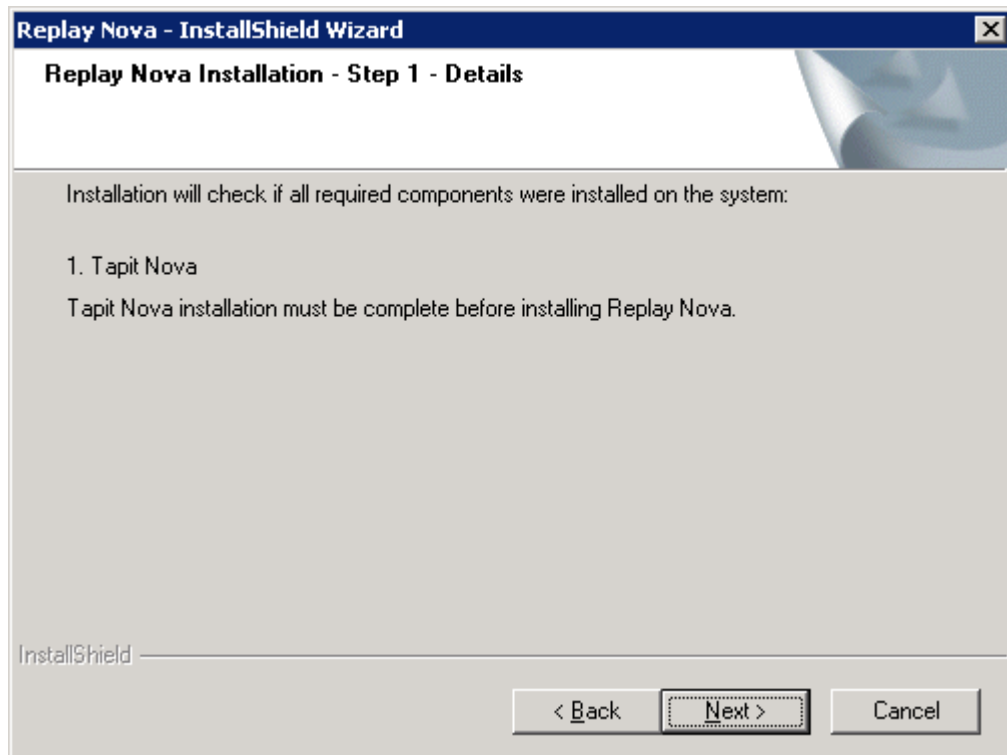 Replay Nova - InstallShield Wizard
Replay Nova Installation - Step 1 - Details
Installation will check if all required components were installed on the system:
1. Tapit Nova
Tapit Nova installation must be complete before installing Replay Nova.
InstallShield
< Back Next > Cancel